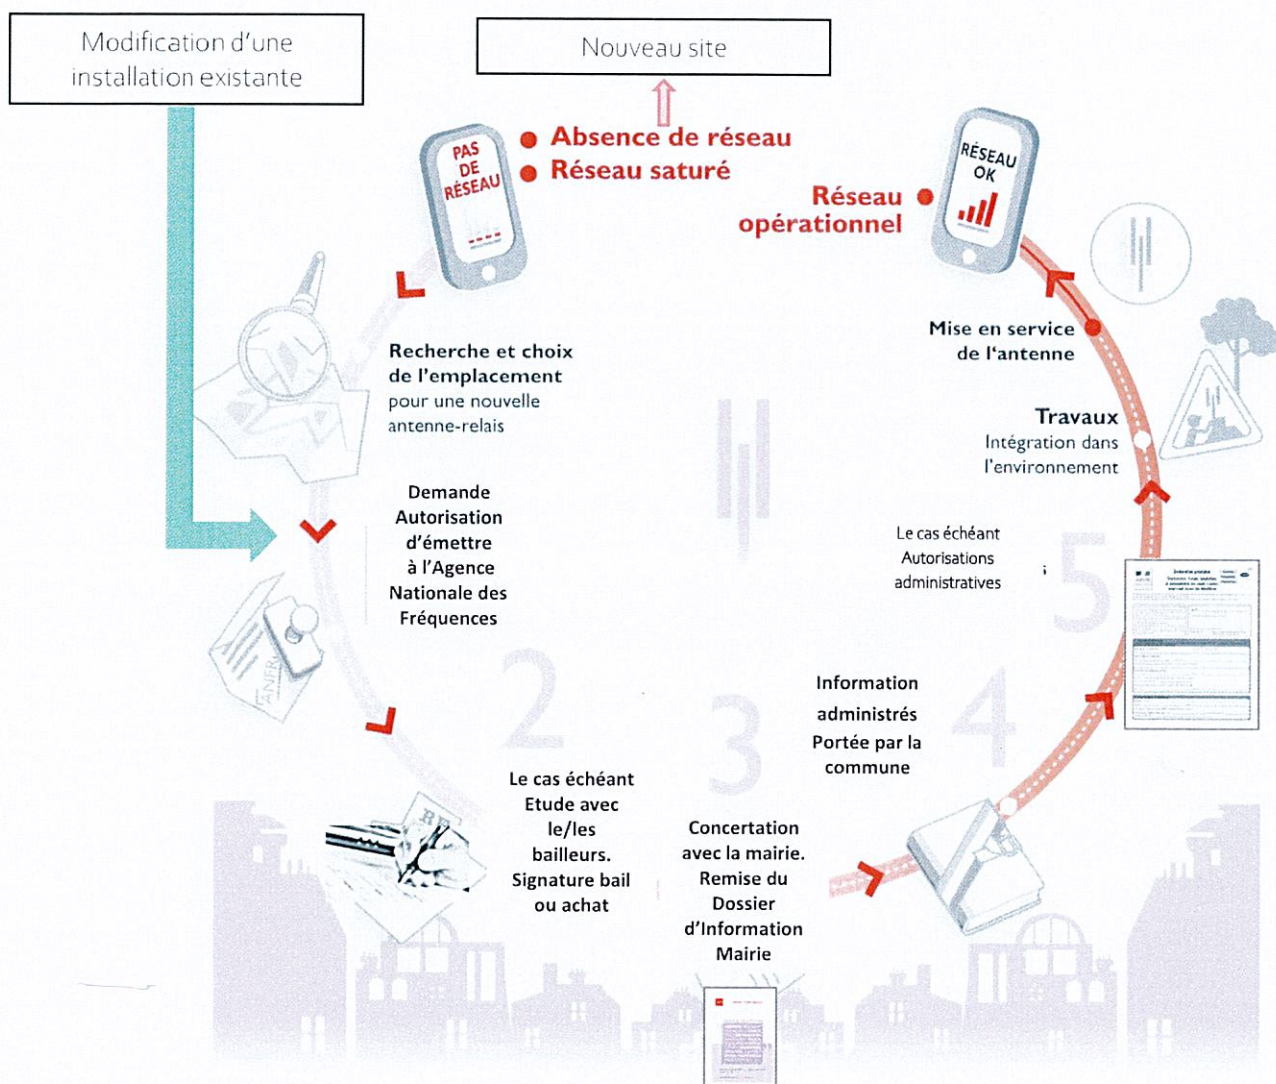 Modification d'une
installation existante
Nouveau site
PAS
DE
RÉSEAU
Absence de réseau
Réseau saturé
RÉSEAU
OK
Réseau
opérationnel
Recherche et choix
de l'emplacement
pour une nouvelle
antenne-relais
Mise en service
de l'antenne
Travaux
Intégration dans
l'environnement
Demande
Autorisation
d'émettre
à l'Agence
Nationale des
Fréquences
ANFR
Le cas échéant
Autorisations
administratives
5
2
3
4
Information
administrés
Portée par la
commune
Le cas échéant
Etude avec
le/les
bailleurs.
Signature bail
ou achat
Concertation
avec la mairie.
Remise du
Dossier
d'Information
Mairie